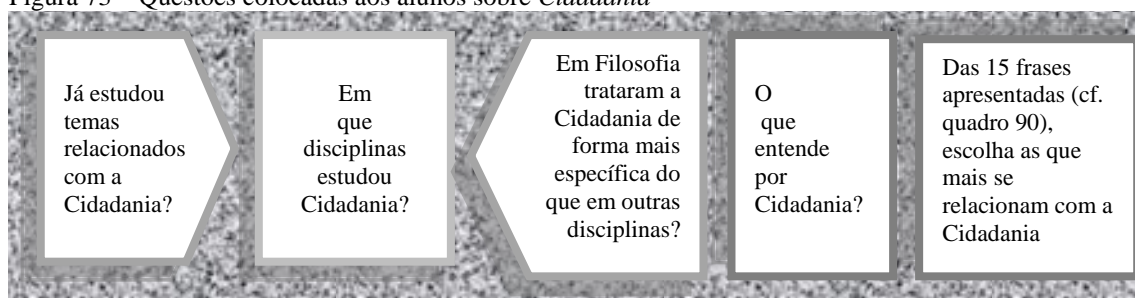 Figura 73 – Questões colocadas aos alunos sobre Cidadania
Já estudou
temas
relacionados
com a
Cidadania?
Em
que
disciplinas
estudou
Cidadania?
Em Filosofia
trataram a
Cidadania de
forma mais
específica do
que em outras
disciplinas?
O
que
entende
por
Cidadania?
Das 15 frases
apresentadas (cf.
quadro 90),
escolha as que
mais se
relacionam com a
Cidadania